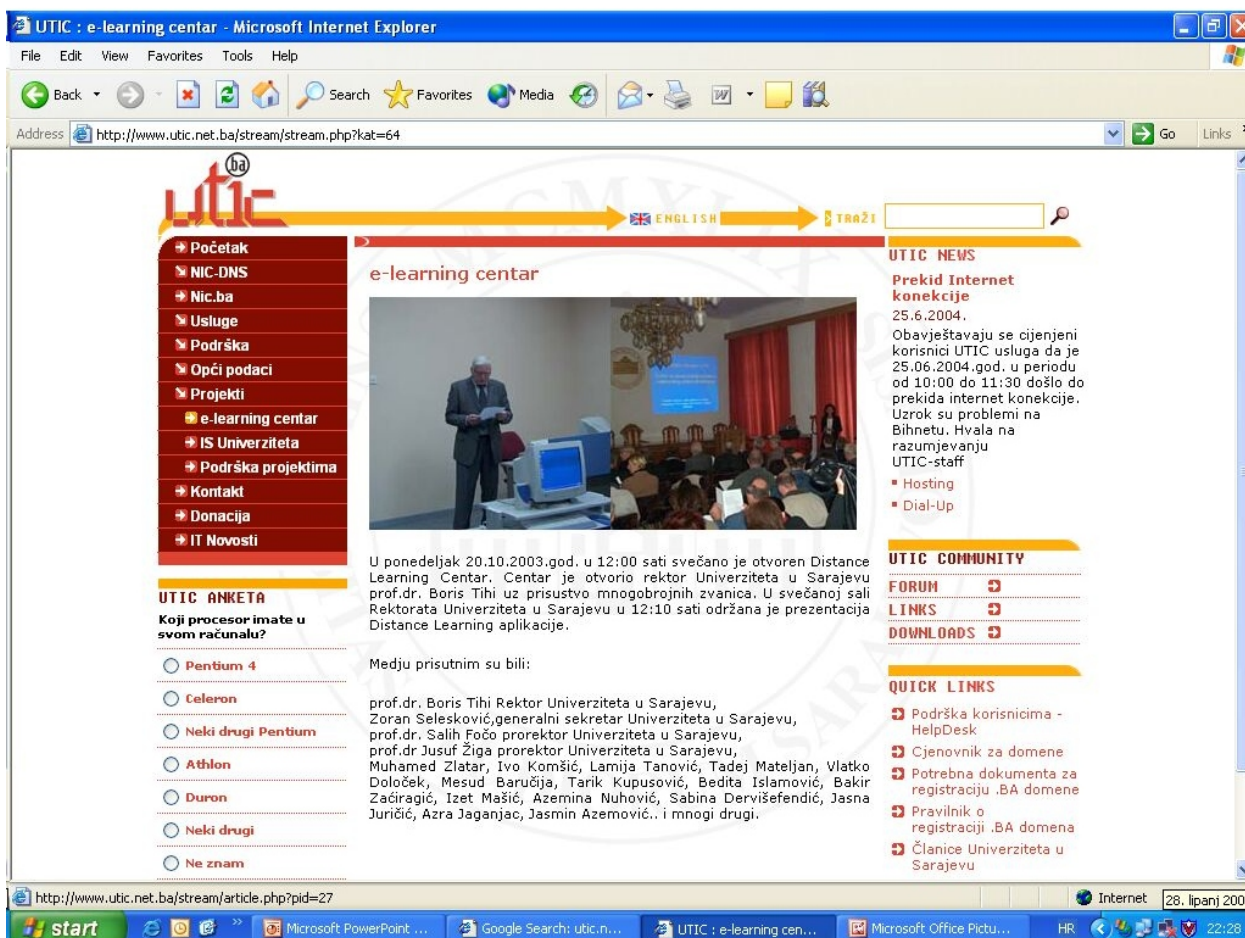 UTIC : e-learning centar - Microsoft Internet Explorer
File Edit View Favorites Tools Help
Back Search Favorites Media
Address http://www.utic.net.ba/stream/stream.php?kat=64 Go Links
utic ba
ENGLISH TRAŽI
Početak
NIC-DNS
Nic.ba
Usluge
Podrška
Opći podaci
Projekti
e-learning centar
IS Univerziteta
Podrška projektima
Kontakt
Donacija
IT Novosti
UTIC ANKETA
Koji procesor imate u
svom računalu?
Pentium 4
Celeron
Neki drugi Pentium
Athlon
Duron
Neki drugi
Ne znam
e-learning centar
U ponedeljak 20.10.2003.god. u 12:00 sati svečano je otvoren Distance
Learning Centar. Centar je otvorio rektor Univerziteta u Sarajevu
prof.dr. Boris Tihi uz prisustvo mnogobrojnih zvanica. U svečanoj sali
Rektorata Univerziteta u Sarajevu u 12:10 sati održana je prezentacija
Distance Learning aplikacije.
Medju prisutnim su bili:
prof.dr. Boris Tihi Rektor Univerziteta u Sarajevu,
Zoran Selesković,generalni sekretar Univerziteta u Sarajevu,
prof.dr. Salih Fočo prorektor Univerziteta u Sarajevu,
prof.dr Jusuf Žiga prorektor Univerziteta u Sarajevu,
Muhamed Zlatar, Ivo Komšić, Lamija Tanović, Tadej Mateljan, Vlatko
Določek, Mesud Baručija, Tarik Kupusović, Bedita Islamović, Bakir
Zaćiragić, Izet Mašić, Azemina Nuhović, Sabina Dervišefendić, Jasna
Juričić, Azra Jaganjac, Jasmin Azemović.. i mnogi drugi.
UTIC NEWS
Prekid Internet
konekcije
25.6.2004.
Obavještavaju se cijenjeni
korisnici UTIC usluga da je
25.06.2004.god. u periodu
od 10:00 do 11:30 došlo do
prekida internet konekcije.
Uzrok su problemi na
Bihnetu. Hvala na
razumjevanju
UTIC-staff
Hosting
Dial-Up
UTIC COMMUNITY
FORUM
LINKS
DOWNLOADS
QUICK LINKS
Podrška korisnicima -
HelpDesk
Cjenovnik za domene
Potrebna dokumenta za
registraciju .BA domene
Pravilnik o
registraciji .BA domena
Članice Univerziteta u
Sarajevu
http://www.utic.net.ba/stream/article.php?pid=27 Internet 28. lipanj 200
start Microsoft PowerPoint ... Google Search: utic.n... UTIC : e-learning cen... Microsoft Office Pictu... HR 22:28